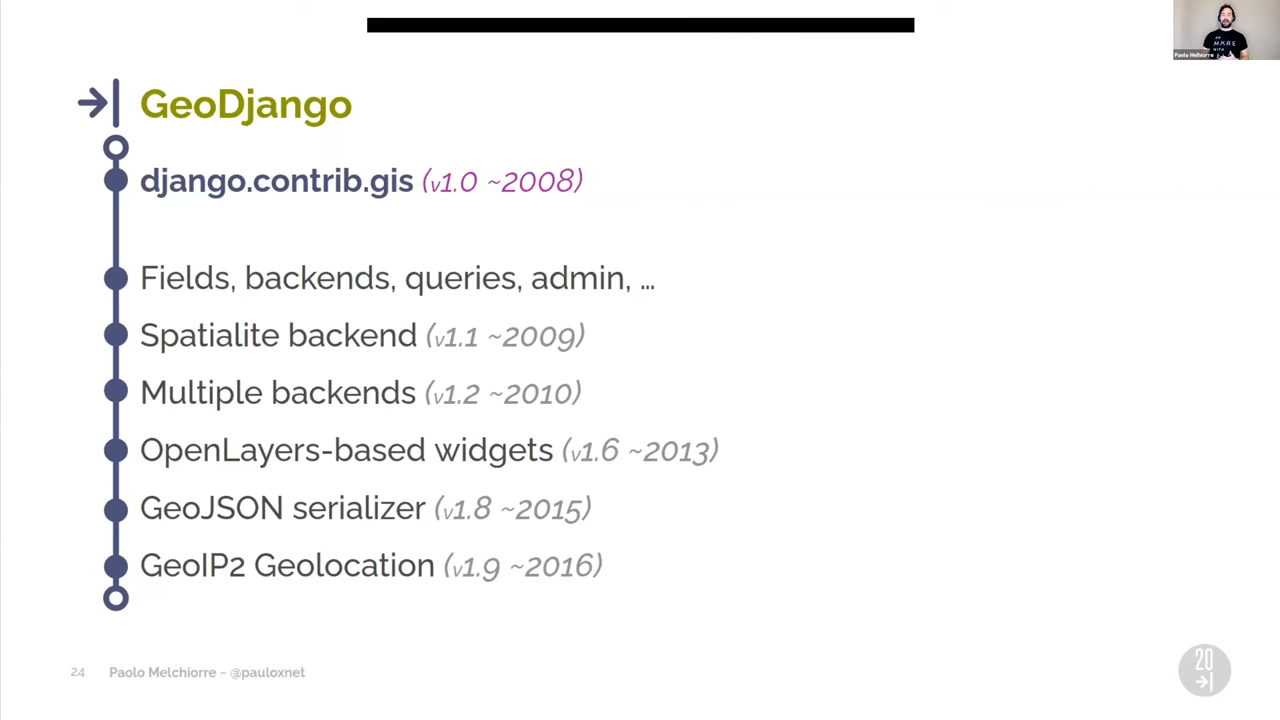 Paolo Melchiorre
GeoDjango
django.contrib.gis (v1.0 ~2008)
Fields, backends, queries, admin, …
Spatialite backend (v1.1 ~2009)
Multiple backends (v1.2 ~2010)
OpenLayers-based widgets (v1.6 ~2013)
GeoJSON serializer (v1.8 ~2015)
GeoIP2 Geolocation (v1.9 ~2016)
24 Paolo Melchiorre – @pauloxnet
20